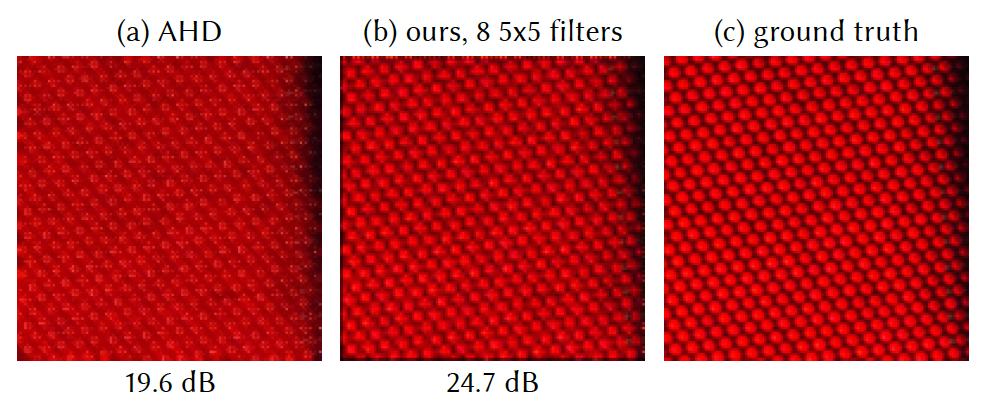 (a) AHD
(b) ours, 8 5x5 filters
(c) ground truth
19.6 dB
24.7 dB